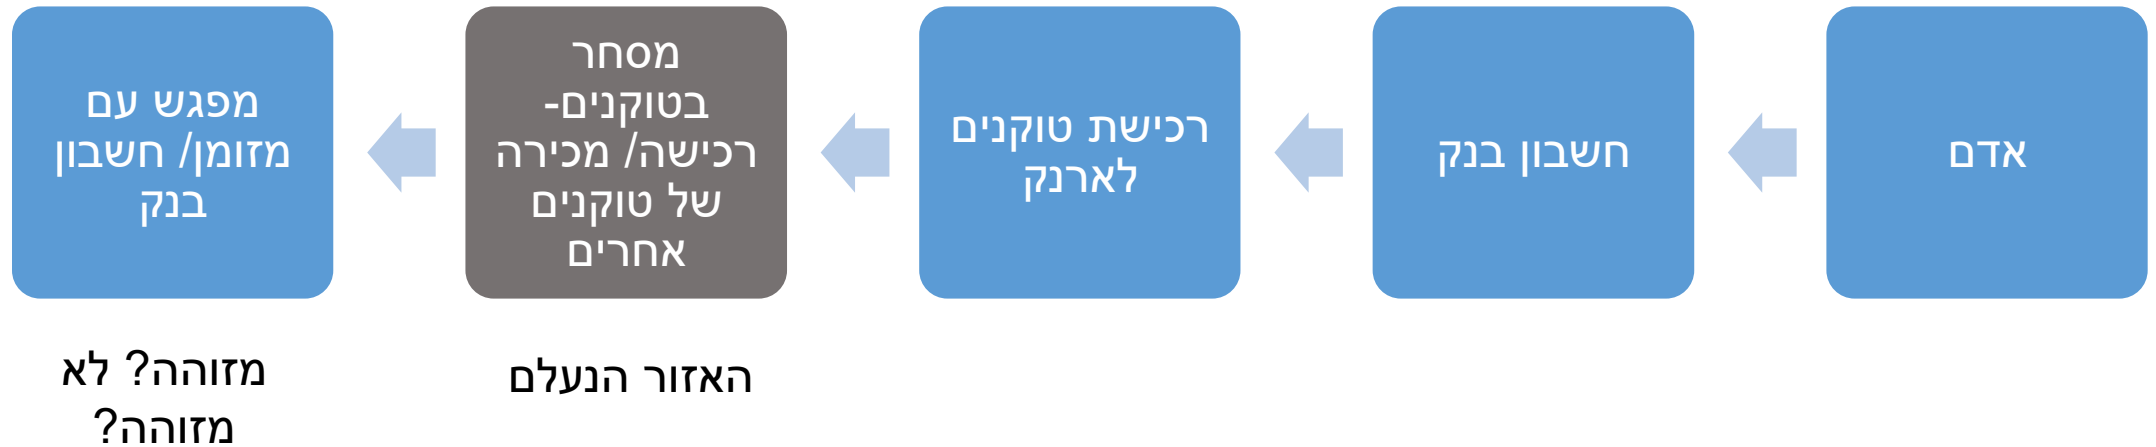 אדם
חשבון בנק
רכישת טוקנים
לארנק
מסחר
בטוקנים-
רכישה/ מכירה
של טוקנים
אחרים
מפגש עם
מזומן/ חשבון
בנק
האזור הנעלם
מזוהה? לא
מזוהה?